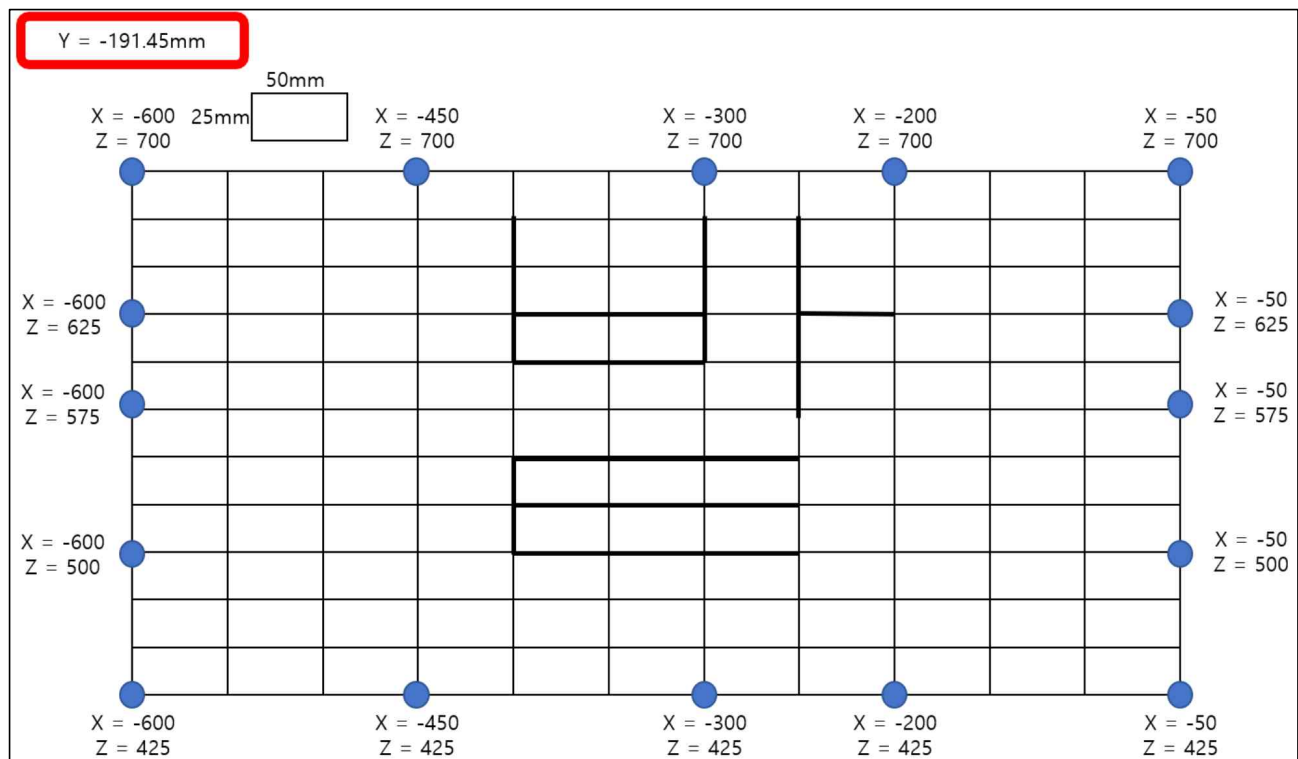 Y = -191.45mm
50mm
25mm
X = -600
Z = 700
X = -450
Z = 700
X = -300
Z = 700
X = -200
Z = 700
X = -50
Z = 700
X = -600
Z = 625
X = -50
Z = 625
X = -600
Z = 575
X = -50
Z = 575
X = -600
Z = 500
X = -50
Z = 500
X = -600
Z = 425
X = -450
Z = 425
X = -300
Z = 425
X = -200
Z = 425
X = -50
Z = 425